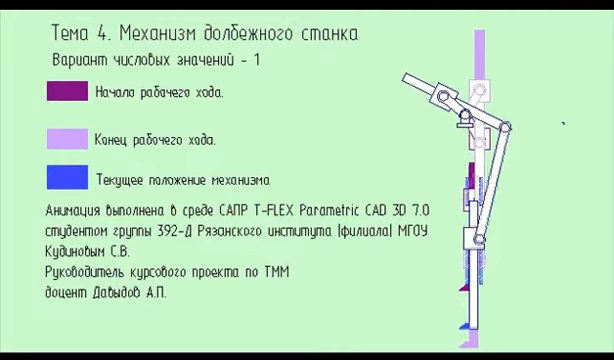 Тема 4. Механизм долбежного станка
Вариант числовых значений - 1
Начало рабочего хода.
Конец рабочего хода.
Текущее положение механизма
Анимация выполнена в среде САПР T-FLEX Parametric CAD 3D 7.0
студентом группы 392-Д Рязанского института (филиала) МГОУ
Кудиновым С.В.
Руководитель курсового проекта по ТММ
доцент Давыдов А.П.